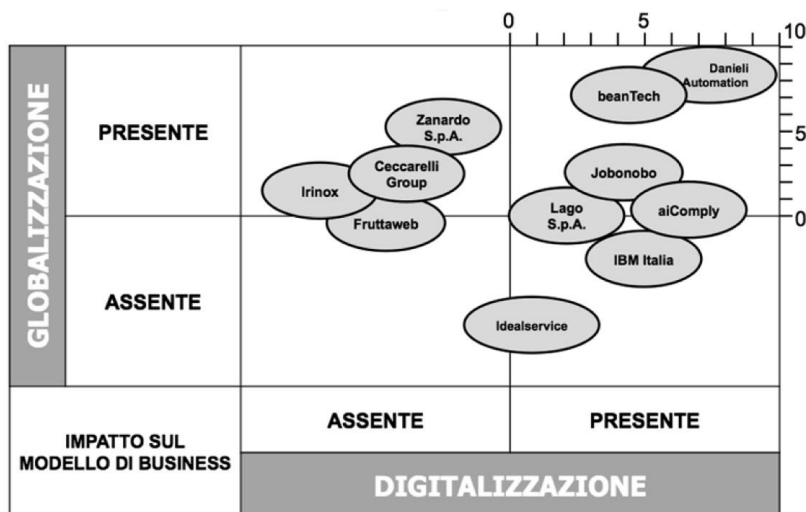 0
5
10
Danieli
Automation
beanTech
5
Zanardo
S.p.A.
PRESENTE
Ceccarelli
Group
Jobonobo
Irinox
Lago
S.p.A.
aiComply
0
Fruttaweb
IBM Italia
ASSENTE
Idealservice
GLOBALIZZAZIONE
ASSENTE
PRESENTE
IMPATTO SUL
MODELLO DI BUSINESS
DIGITALIZZAZIONE